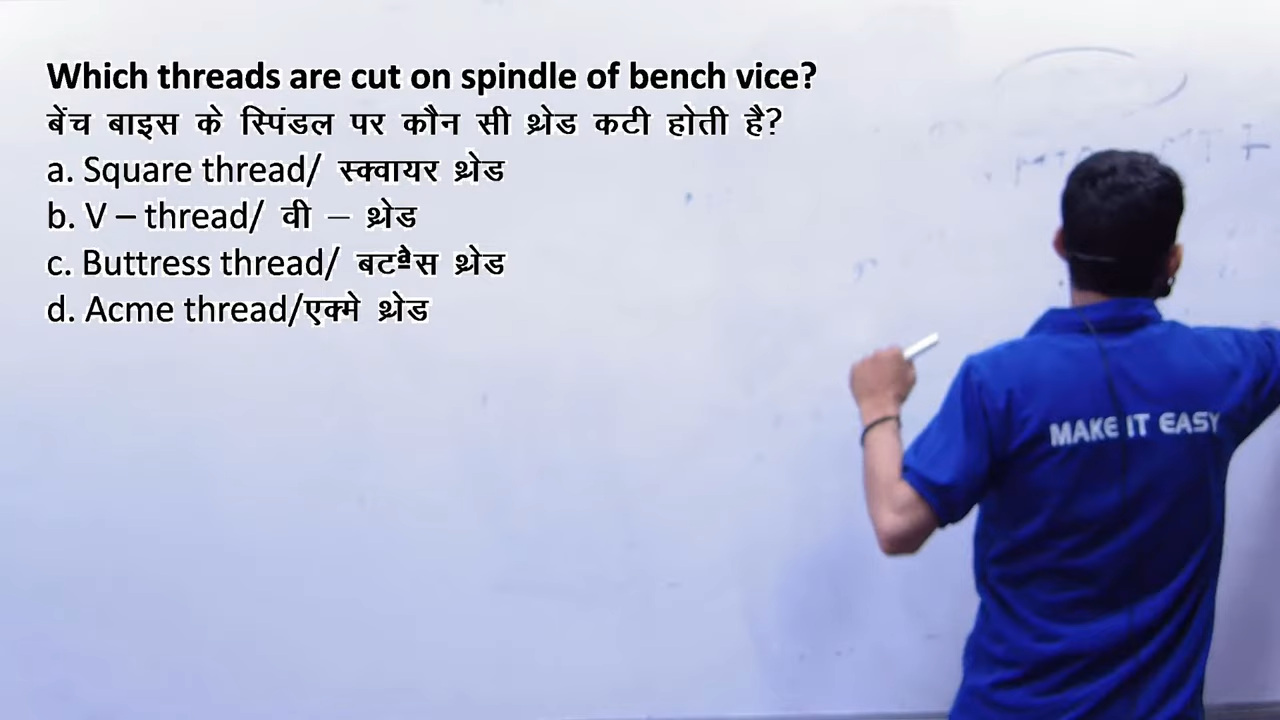 Which threads are cut on spindle of bench vice?
बेंच बाइस के स्पिंडल पर कौन सी थ्रेड कटी होती है?
a. Square thread/ स्क्वायर थ्रेड
b. V – thread/ वी – थ्रेड
c. Buttress thread/ बटªस थ्रेड
d. Acme thread/एक्मे थ्रेड
MAKE IT EASY